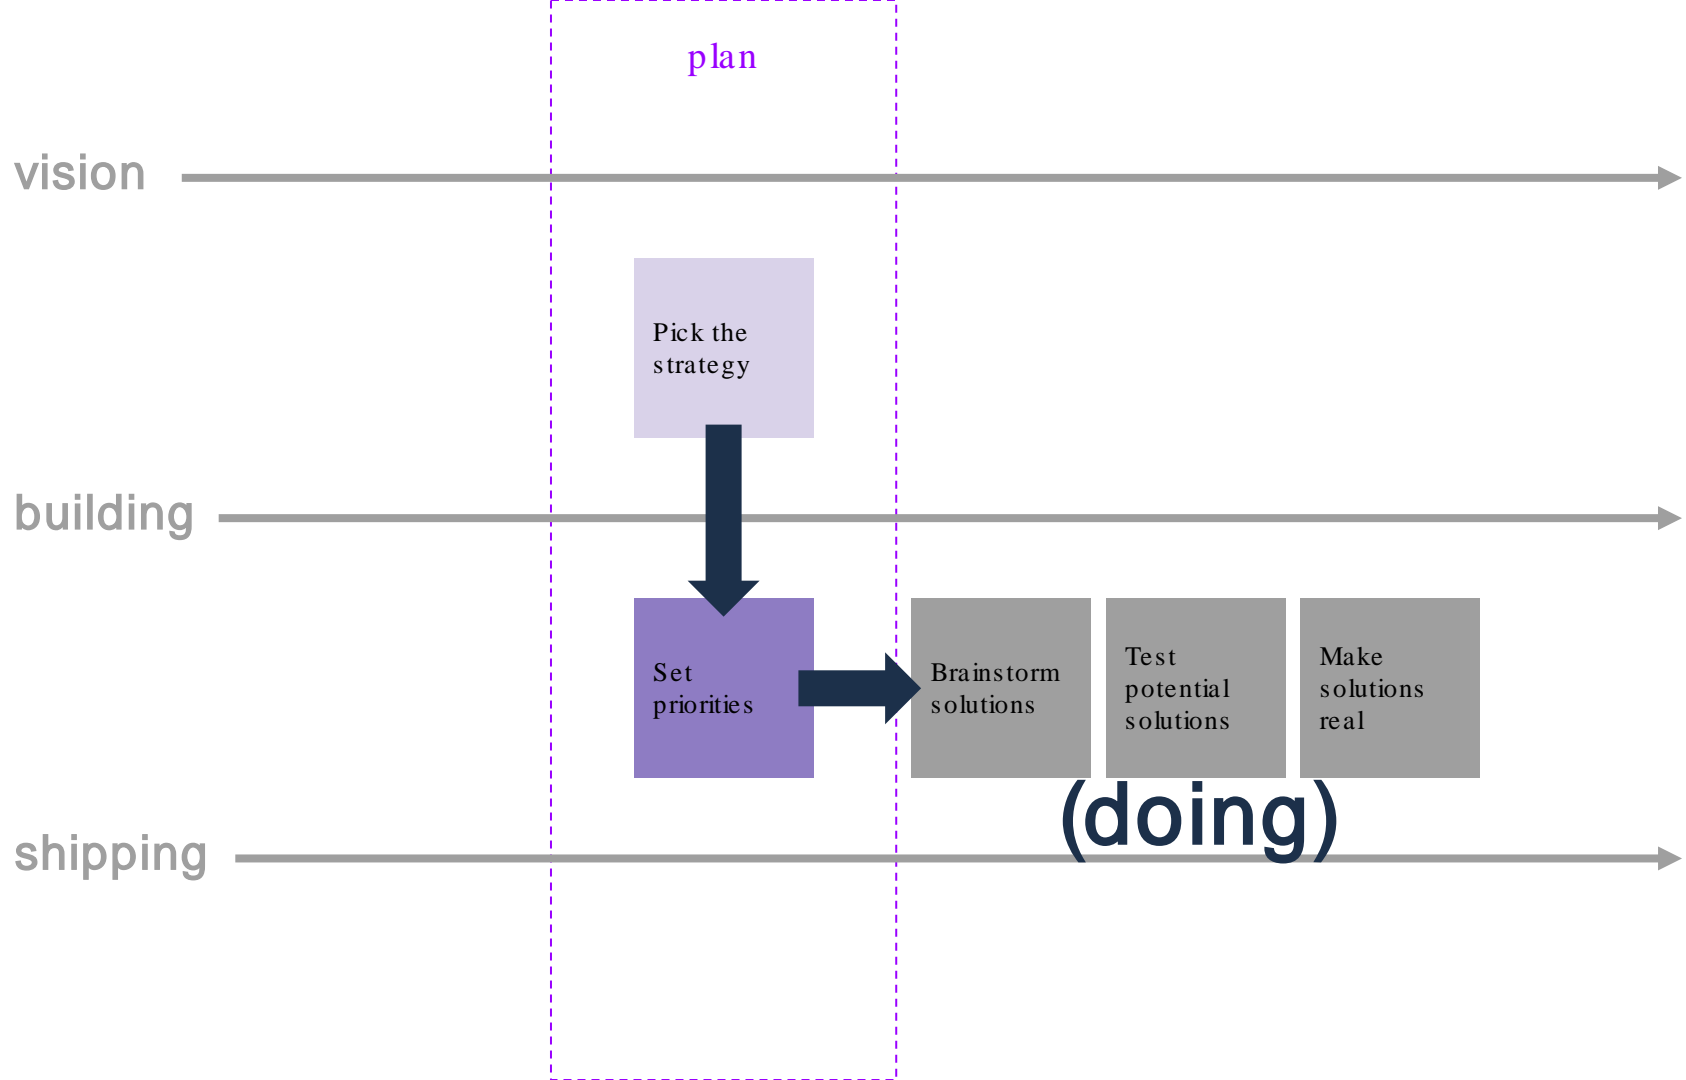 plan
vision
Pick the
strategy
building
Set
priorities
Brainstorm
solutions
Test
potential
solutions
Make
solutions
real
(doing)
shipping